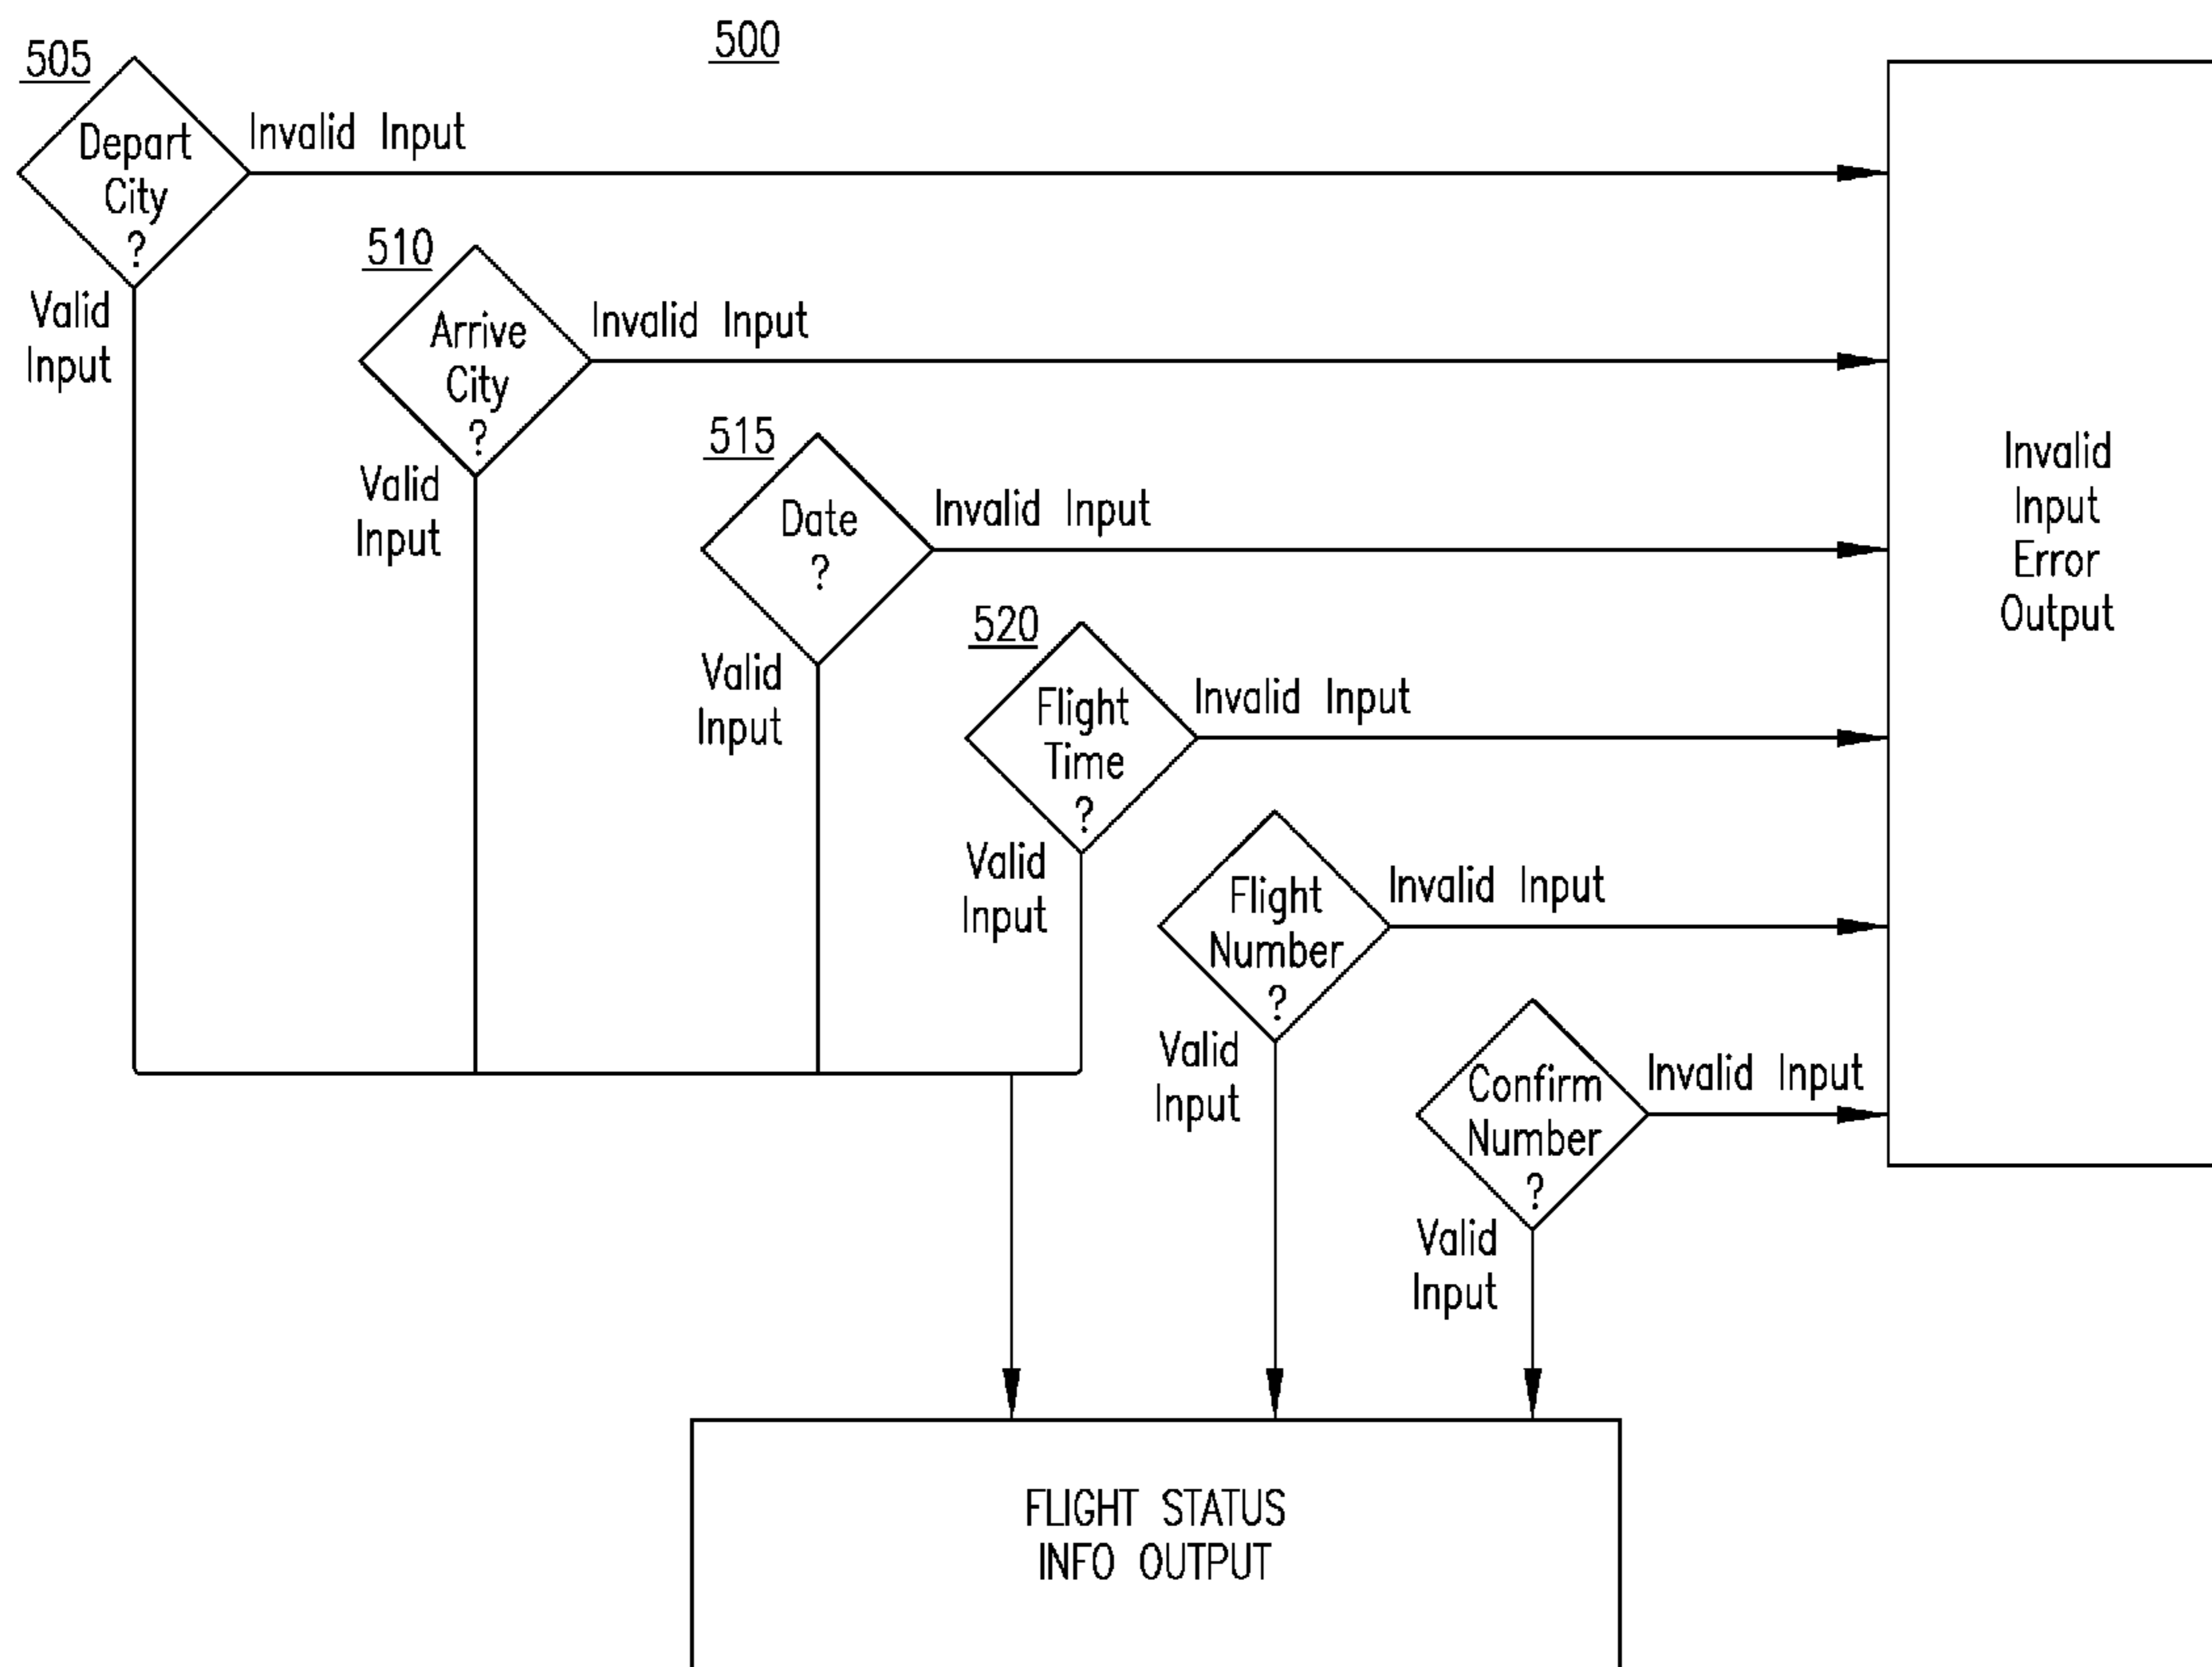 500
505
Depart
City
?
Invalid Input
Valid
Input
510
Arrive
City
?
Invalid Input
Valid
Input
515
Date
?
Invalid Input
Valid
Input
520
Flight
Time
?
Invalid Input
Valid
Input
Flight
Number
?
Invalid Input
Valid
Input
Confirm
Number
?
Invalid Input
Valid
Input
Invalid
Input
Error
Output
FLIGHT STATUS
INFO OUTPUT